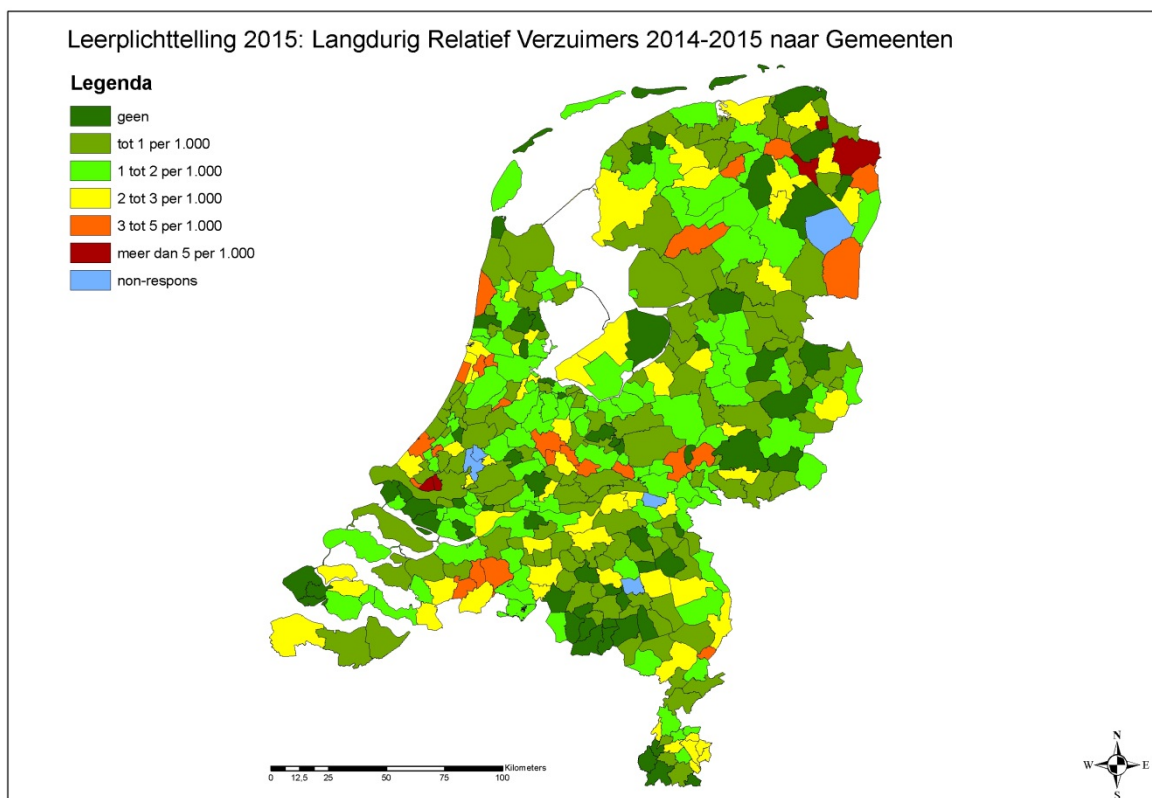 Leerplichttelling 2015: Langdurig Relatief Verzuimers 2014-2015 naar Gemeenten
Legenda
geen
tot 1 per 1.000
1 tot 2 per 1.000
2 tot 3 per 1.000
3 tot 5 per 1.000
meer dan 5 per 1.000
non-respons
Kilometers
0 12,5 25 50 75 100
N
W E
S